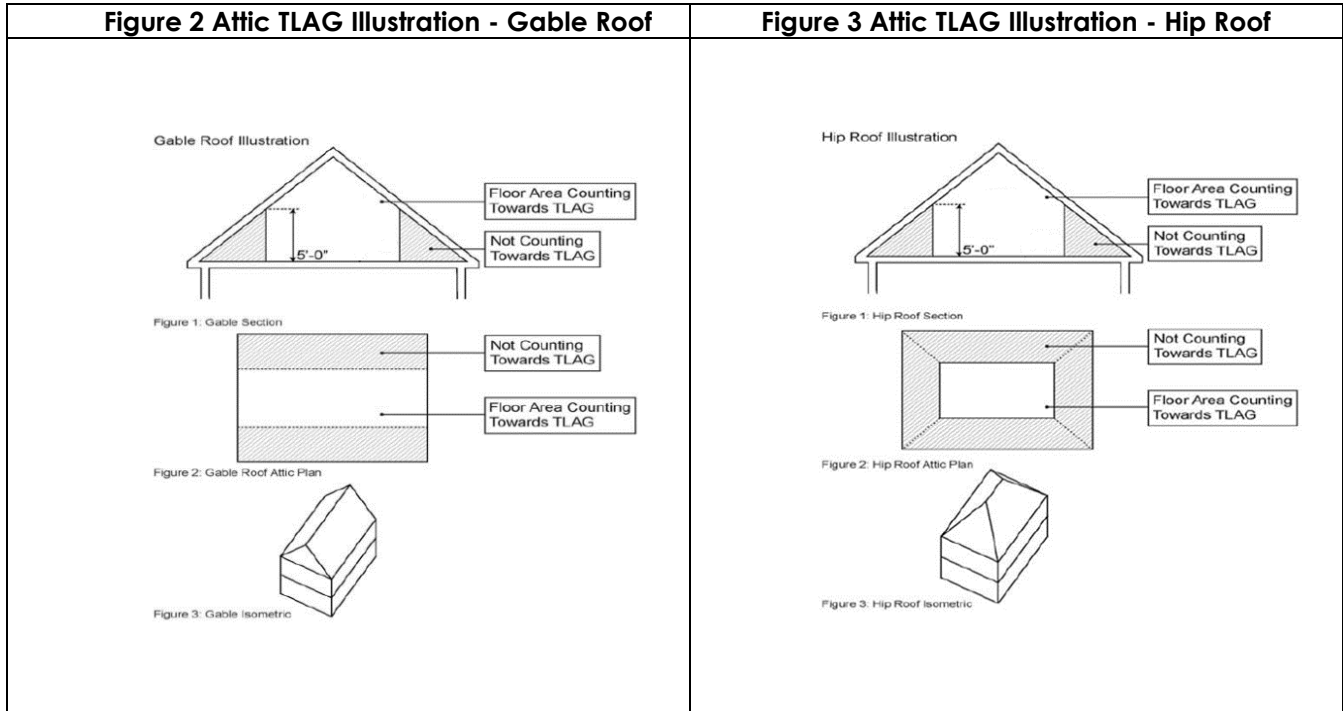 Figure 2 Attic TLAG Illustration - Gable Roof
Gable Roof Illustration
Floor Area Counting
Towards TLAG
Not Counting
Towards TLAG
5'-0"
Figure 1: Gable Section
Not Counting
Towards TLAG
Floor Area Counting
Towards TLAG
Figure 2: Gable Roof Attic Plan
Figure 3: Gable Isometric
Figure 3 Attic TLAG Illustration - Hip Roof
Hip Roof Illustration
Floor Area Counting
Towards TLAG
Not Counting
Towards TLAG
5'-0"
Figure 1: Hip Roof Section
Not Counting
Towards TLAG
Floor Area Counting
Towards TLAG
Figure 2: Hip Roof Attic Plan
Figure 3: Hip Roof Isometric